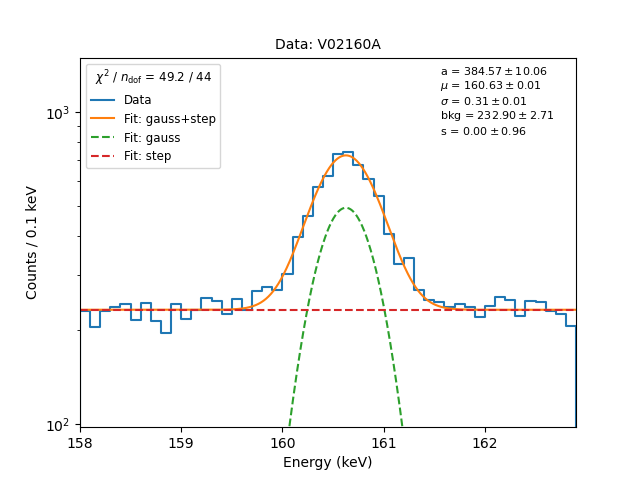 Data: V02160A
χ² / n_dof = 49.2 / 44
Data
Fit: gauss+step
Fit: gauss
Fit: step
a = 384.57 ± 10.06
μ = 160.63 ± 0.01
σ = 0.31 ± 0.01
bkg = 232.90 ± 2.71
s = 0.00 ± 0.96
Counts / 0.1 keV
10³
10²
158 159 160 161 162
Energy (keV)